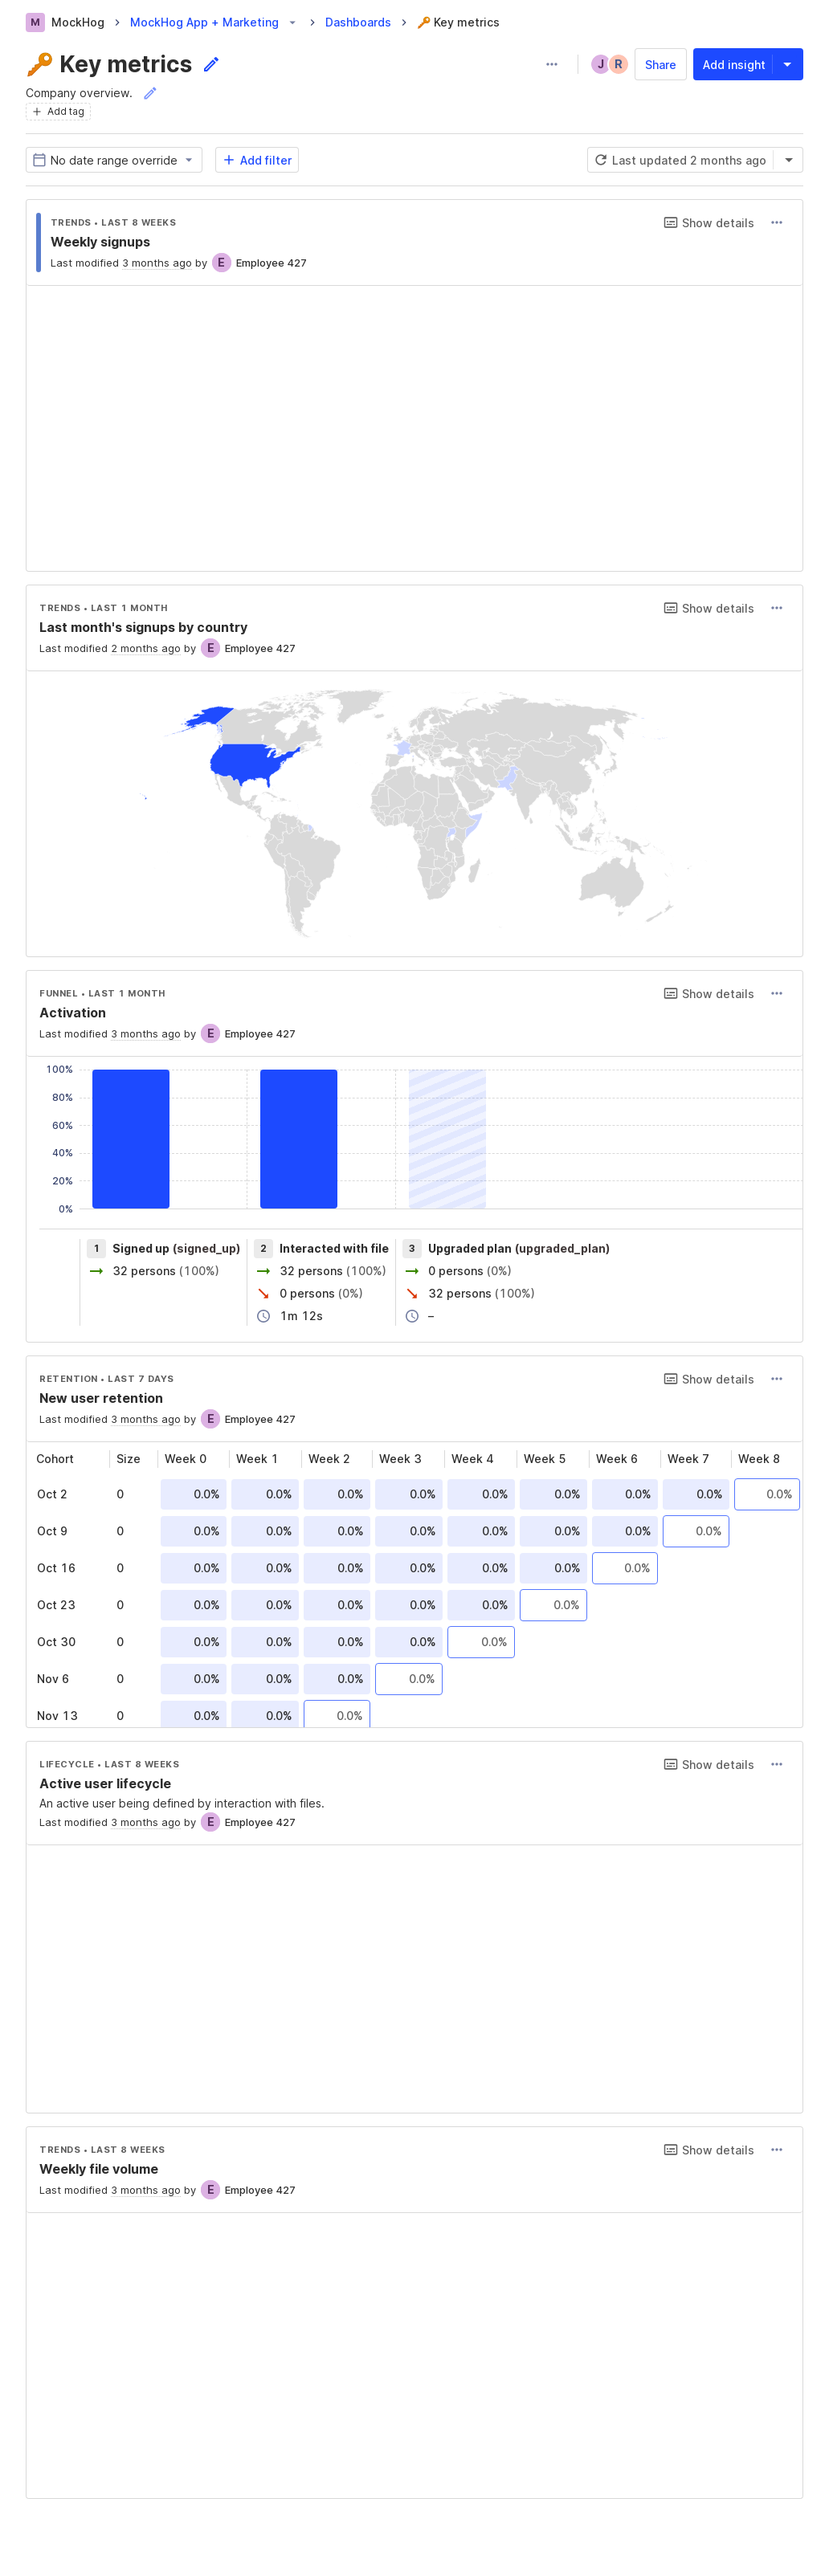 M MockHog MockHog App + Marketing Dashboards 🔑 Key metrics
🔑 Key metrics
J R Share Add insight
Company overview.
Add tag
No date range override Add filter Last updated 2 months ago
TRENDS • LAST 8 WEEKS Show details
Weekly signups
Last modified 3 months ago by E Employee 427
TRENDS • LAST 1 MONTH Show details
Last month's signups by country
Last modified 2 months ago by E Employee 427
FUNNEL • LAST 1 MONTH Show details
Activation
Last modified 3 months ago by E Employee 427
100%
80%
60%
40%
20%
0%
1 Signed up (signed_up) 2 Interacted with file 3 Upgraded plan (upgraded_plan)
32 persons (100%) 32 persons (100%) 0 persons (0%)
0 persons (0%) 32 persons (100%)
1m 12s –
RETENTION • LAST 7 DAYS Show details
New user retention
Last modified 3 months ago by E Employee 427
Cohort Size Week 0 Week 1 Week 2 Week 3 Week 4 Week 5 Week 6 Week 7 Week 8
Oct 2 0 0.0% 0.0% 0.0% 0.0% 0.0% 0.0% 0.0% 0.0% 0.0%
Oct 9 0 0.0% 0.0% 0.0% 0.0% 0.0% 0.0% 0.0% 0.0%
Oct 16 0 0.0% 0.0% 0.0% 0.0% 0.0% 0.0% 0.0%
Oct 23 0 0.0% 0.0% 0.0% 0.0% 0.0% 0.0%
Oct 30 0 0.0% 0.0% 0.0% 0.0% 0.0%
Nov 6 0 0.0% 0.0% 0.0% 0.0%
Nov 13 0 0.0% 0.0% 0.0%
LIFECYCLE • LAST 8 WEEKS Show details
Active user lifecycle
An active user being defined by interaction with files.
Last modified 3 months ago by E Employee 427
TRENDS • LAST 8 WEEKS Show details
Weekly file volume
Last modified 3 months ago by E Employee 427